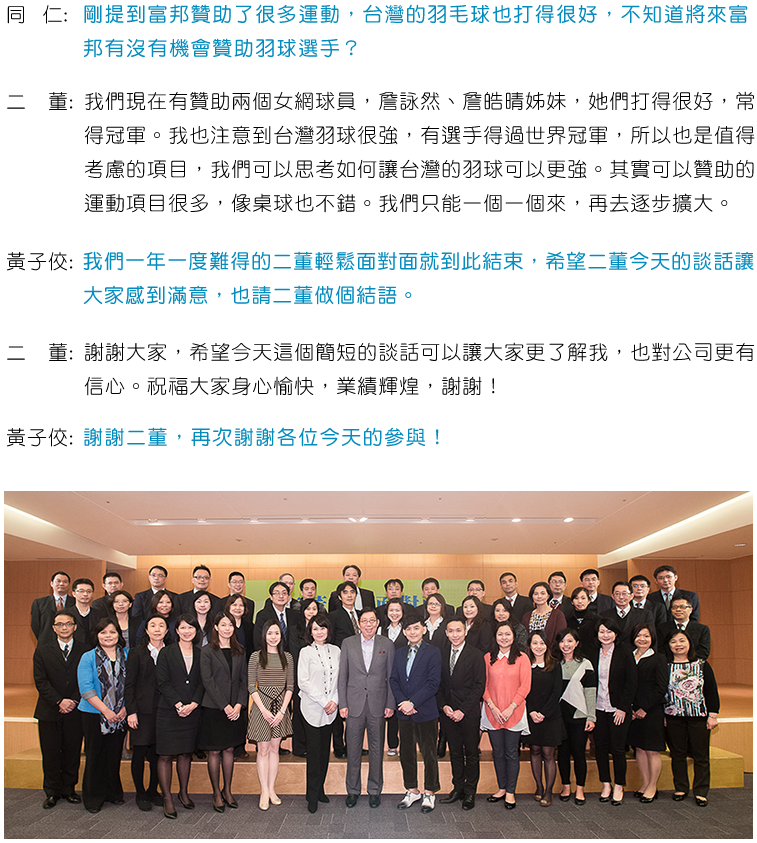 同 仁: 剛提到富邦贊助了很多運動，台灣的羽毛球也打得很好，不知道將來富
邦有沒有機會贊助羽球選手？
二 董: 我們現在有贊助兩個女網球員，詹詠然、詹皓晴姊妹，她們打得很好，常
得冠軍。我也注意到台灣羽球很強，有選手得過世界冠軍，所以也是值得
考慮的項目，我們可以思考如何讓台灣的羽球可以更強。其實可以贊助的
運動項目很多，像桌球也不錯。我們只能一個一個來，再去逐步擴大。
黃子佼: 我們一年一度難得的二董輕鬆面對面就到此結束，希望二董今天的談話讓
大家感到滿意，也請二董做個結語。
二 董: 謝謝大家，希望今天這個簡短的談話可以讓大家更了解我，也對公司更有
信心。祝福大家身心愉快，業績輝煌，謝謝！
黃子佼: 謝謝二董，再次謝謝各位今天的參與！